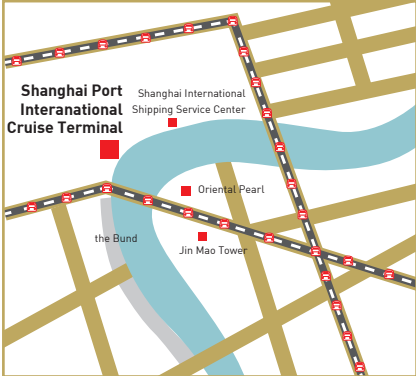 Shanghai Port
Interanational
Cruise Terminal
Shanghai International
Shipping Service Center
Oriental Pearl
the Bund
Jin Mao Tower